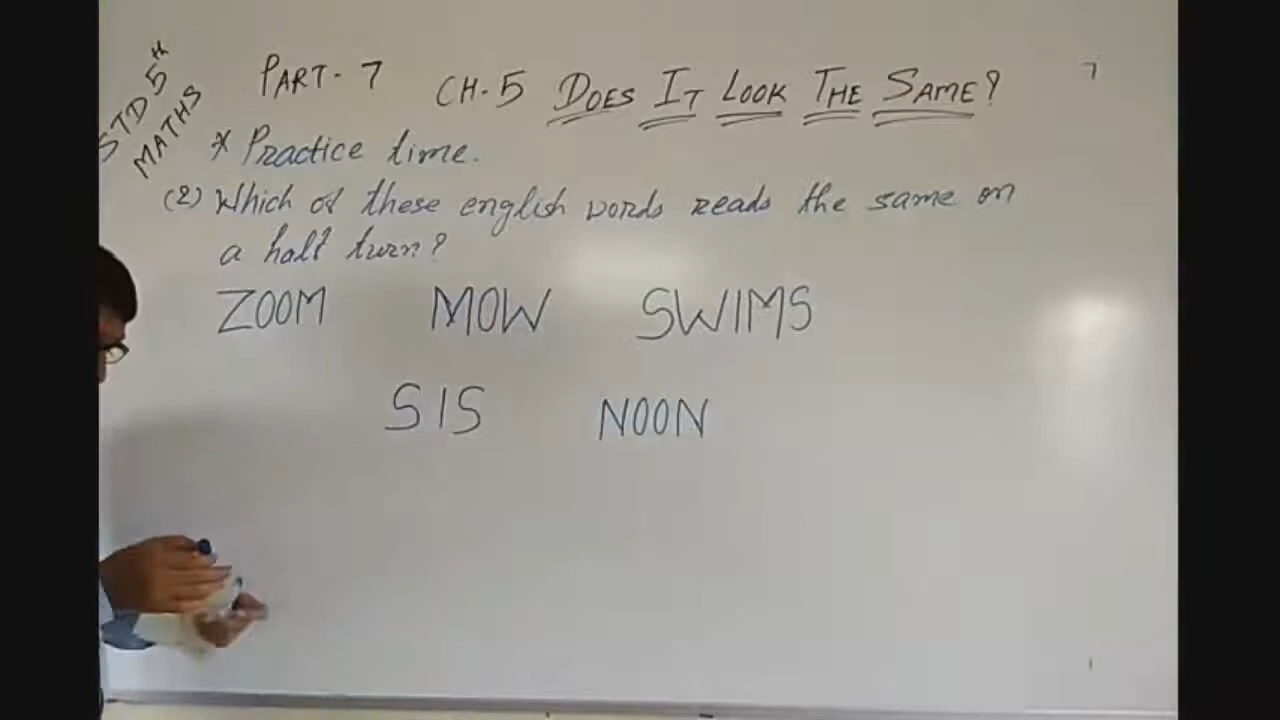 STD 5th
MATHS
PART - 7 CH. 5 DOES IT LOOK THE SAME?
* Practice time.
(2) Which of these english words reads the same on
a half turn?
ZOOM MOW SWIMS
SIS NOON